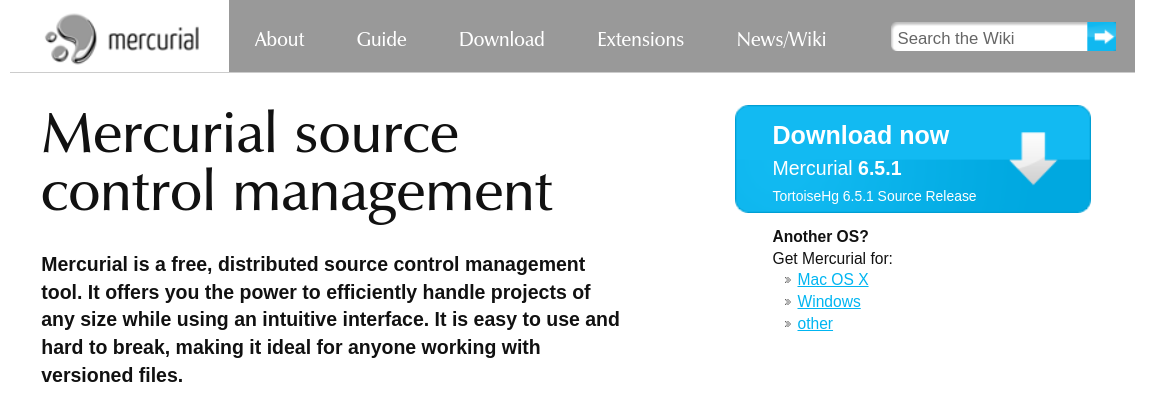 mercurial
About
Guide
Download
Extensions
News/Wiki
Search the Wiki
Mercurial source
control management
Mercurial is a free, distributed source control management
tool. It offers you the power to efficiently handle projects of
any size while using an intuitive interface. It is easy to use and
hard to break, making it ideal for anyone working with
versioned files.
Download now
Mercurial 6.5.1
TortoiseHg 6.5.1 Source Release
Another OS?
Get Mercurial for:
Mac OS X
Windows
other